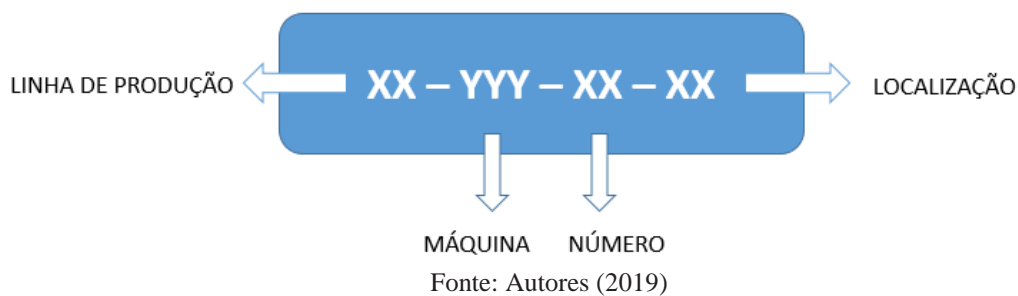 XX – YYY – XX – XX
LINHA DE PRODUÇÃO
LOCALIZAÇÃO
MÁQUINA
NÚMERO
Fonte: Autores (2019)